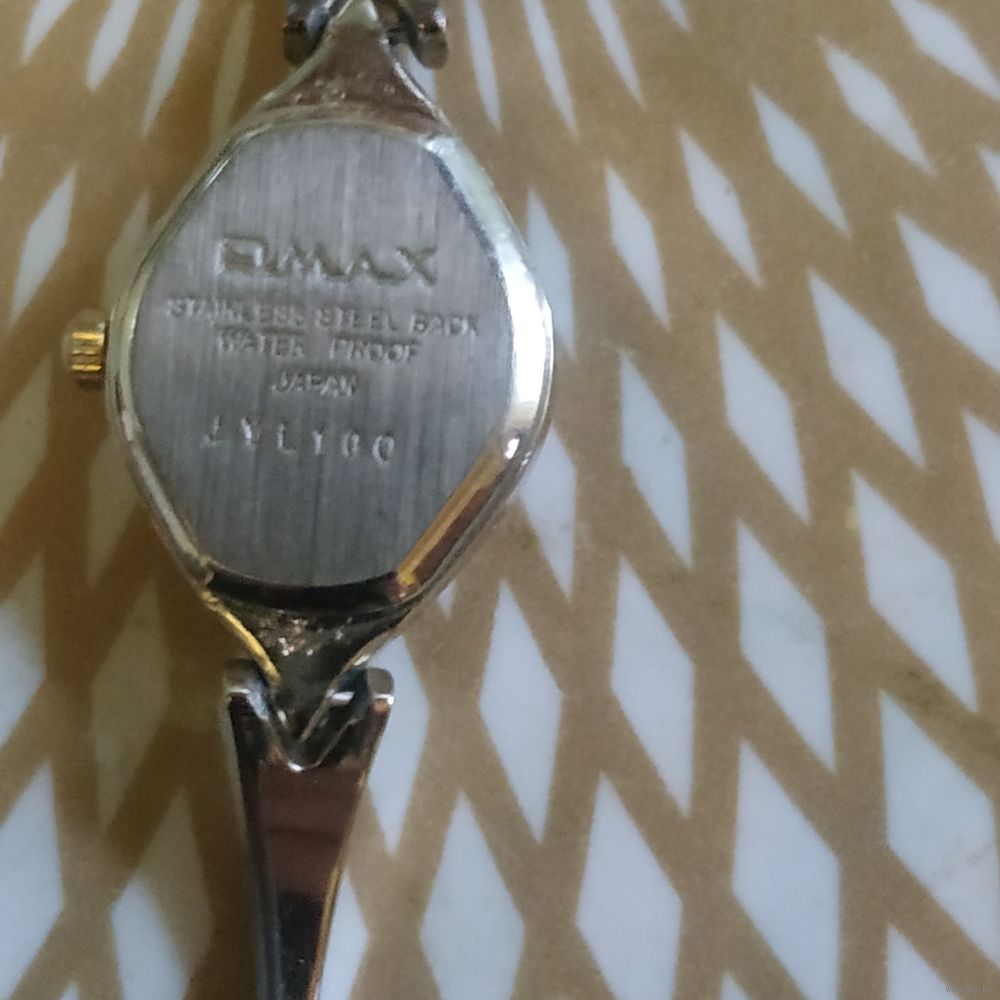 OMAX
STAINLESS STEEL BACK
WATER PROOF
JAPAN
JYL100